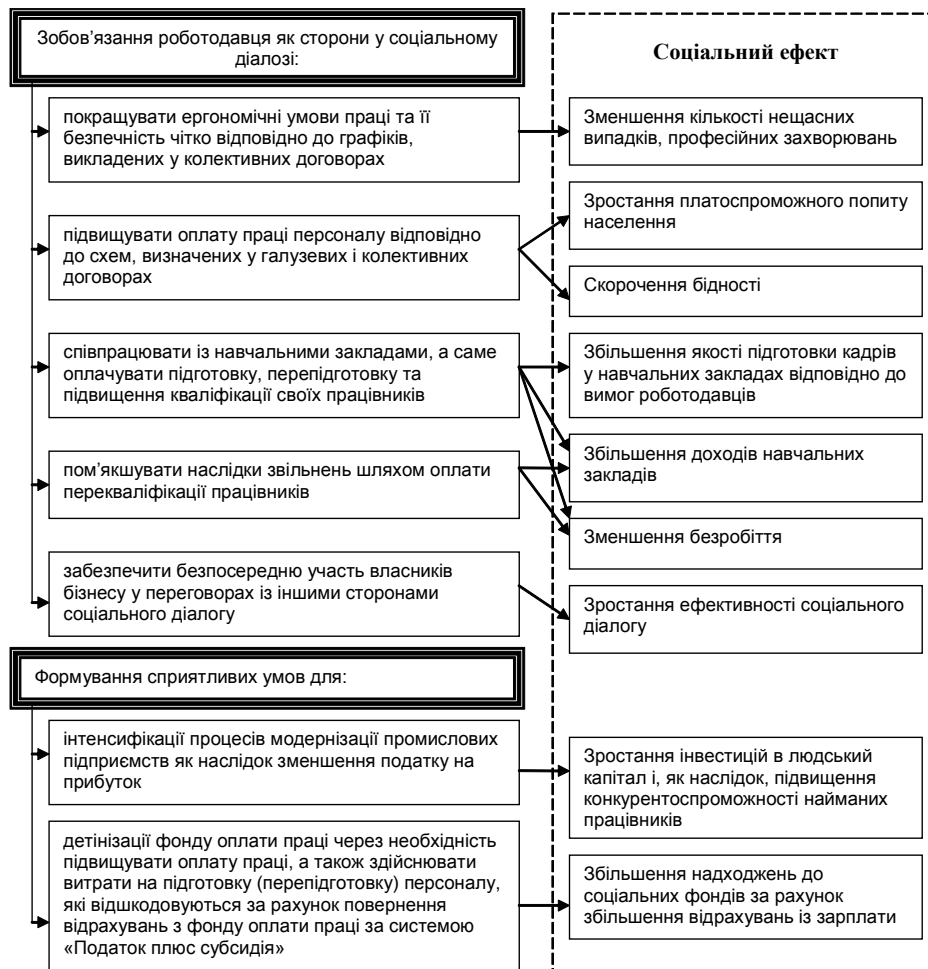 Зобов’язання роботодавця як сторони у соціальному
діалозі:
Соціальний ефект
покращувати ергономічні умови праці та її
безпечність чітко відповідно до графіків,
викладених у колективних договорах
Зменшення кількості нещасних
випадків, професійних захворювань
підвищувати оплату праці персоналу відповідно
до схем, визначених у галузевих і колективних
договорах
Зростання платоспроможного попиту
населення
Скорочення бідності
співпрацювати із навчальними закладами, а саме
оплачувати підготовку, перепідготовку та
підвищення кваліфікації своїх працівників
Збільшення якості підготовки кадрів
у навчальних закладах відповідно до
вимог роботодавців
Збільшення доходів навчальних
закладів
пом’якшувати наслідки звільнень шляхом оплати
перекваліфікації працівників
Зменшення безробіття
забезпечити безпосередню участь власників
бізнесу у переговорах із іншими сторонами
соціального діалогу
Зростання ефективності соціального
діалогу
Формування сприятливих умов для:
інтенсифікації процесів модернізації промислових
підприємств як наслідок зменшення податку на
прибуток
Зростання інвестицій в людський
капітал і, як наслідок, підвищення
конкурентоспроможності найманих
працівників
детінізації фонду оплати праці через необхідність
підвищувати оплату праці, а також здійснювати
витрати на підготовку (перепідготовку) персоналу,
які відшкодовуються за рахунок повернення
відрахувань з фонду оплати праці за системою
«Податок плюс субсидія»
Збільшення надходжень до
соціальних фондів за рахунок
збільшення відрахувань із зарплати